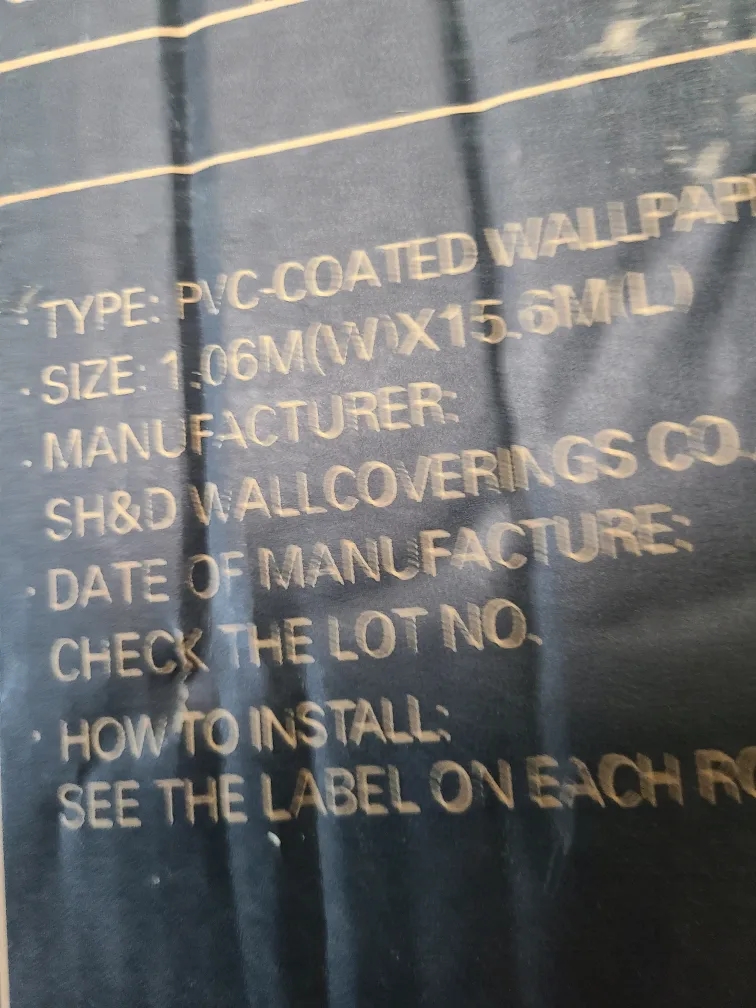 · TYPE: PVC-COATED WALLPAP
· SIZE: 1.06M(W)X15.6M(L)
· MANUFACTURER:
SH&D WALLCOVERINGS CO.,
· DATE OF MANUFACTURE:
CHECK THE LOT NO.
· HOW TO INSTALL:
SEE THE LABEL ON EACH RO